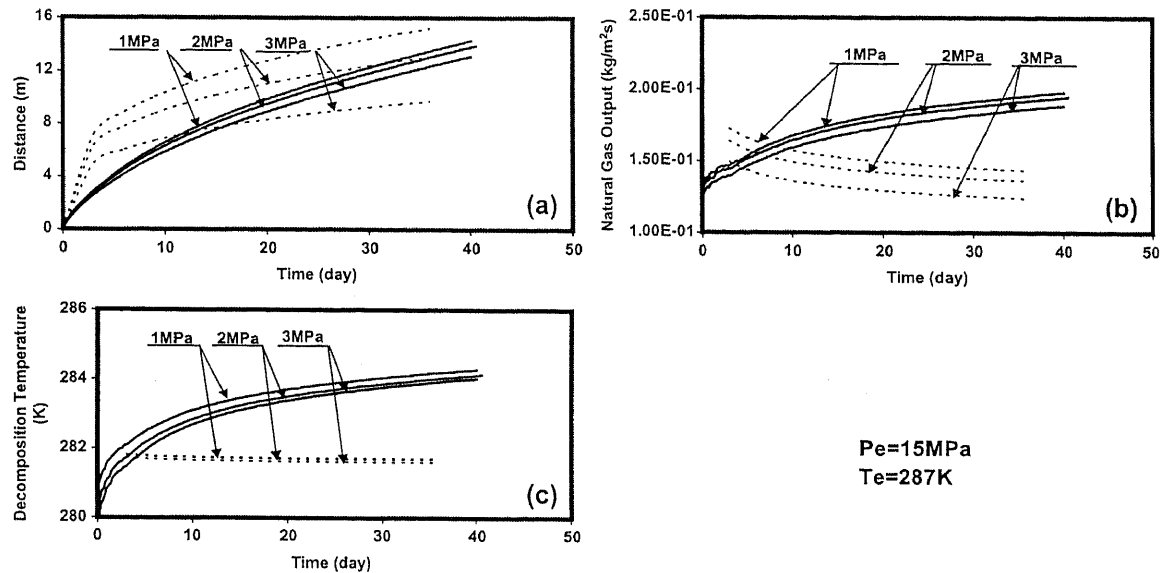 16
12
8
4
0
Distance (m)
1MPa 2MPa 3MPa
(a)
0 10 20 30 40 50
Time (day)
2.50E-01
2.00E-01
1.50E-01
1.00E-01
Natural Gas Output (kg/m²s)
1MPa 2MPa 3MPa
(b)
0 10 20 30 40 50
Time (day)
286
284
282
280
Decomposition Temperature
(K)
1MPa 2MPa 3MPa
(c)
0 10 20 30 40 50
Time (day)
Pe=15MPa
Te=287K